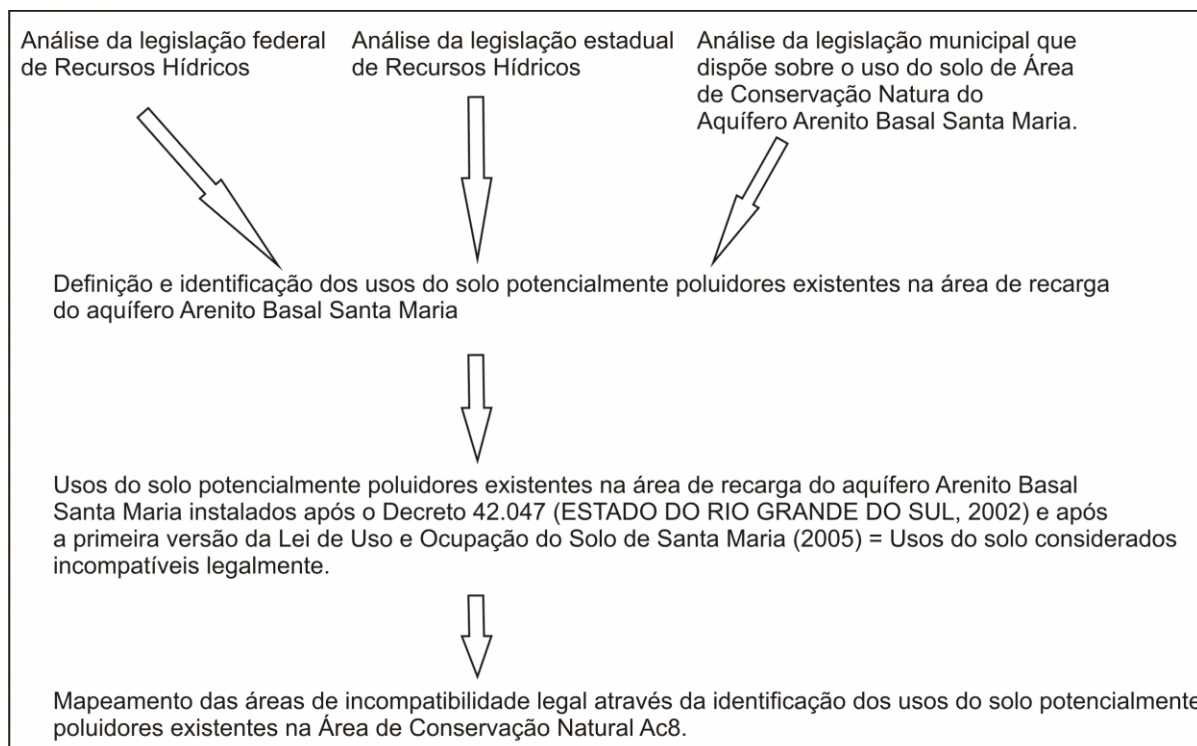 Análise da legislação federal
de Recursos Hídricos
Análise da legislação estadual
de Recursos Hídricos
Análise da legislação municipal que
dispõe sobre o uso do solo de Área
de Conservação Natura do
Aquífero Arenito Basal Santa Maria.
Definição e identificação dos usos do solo potencialmente poluidores existentes na área de recarga
do aquífero Arenito Basal Santa Maria
Usos do solo potencialmente poluidores existentes na área de recarga do aquífero Arenito Basal
Santa Maria instalados após o Decreto 42.047 (ESTADO DO RIO GRANDE DO SUL, 2002) e após
a primeira versão da Lei de Uso e Ocupação do Solo de Santa Maria (2005) = Usos do solo considerados
incompatíveis legalmente.
Mapeamento das áreas de incompatibilidade legal através da identificação dos usos do solo potencialmente
poluidores existentes na Área de Conservação Natural Ac8.